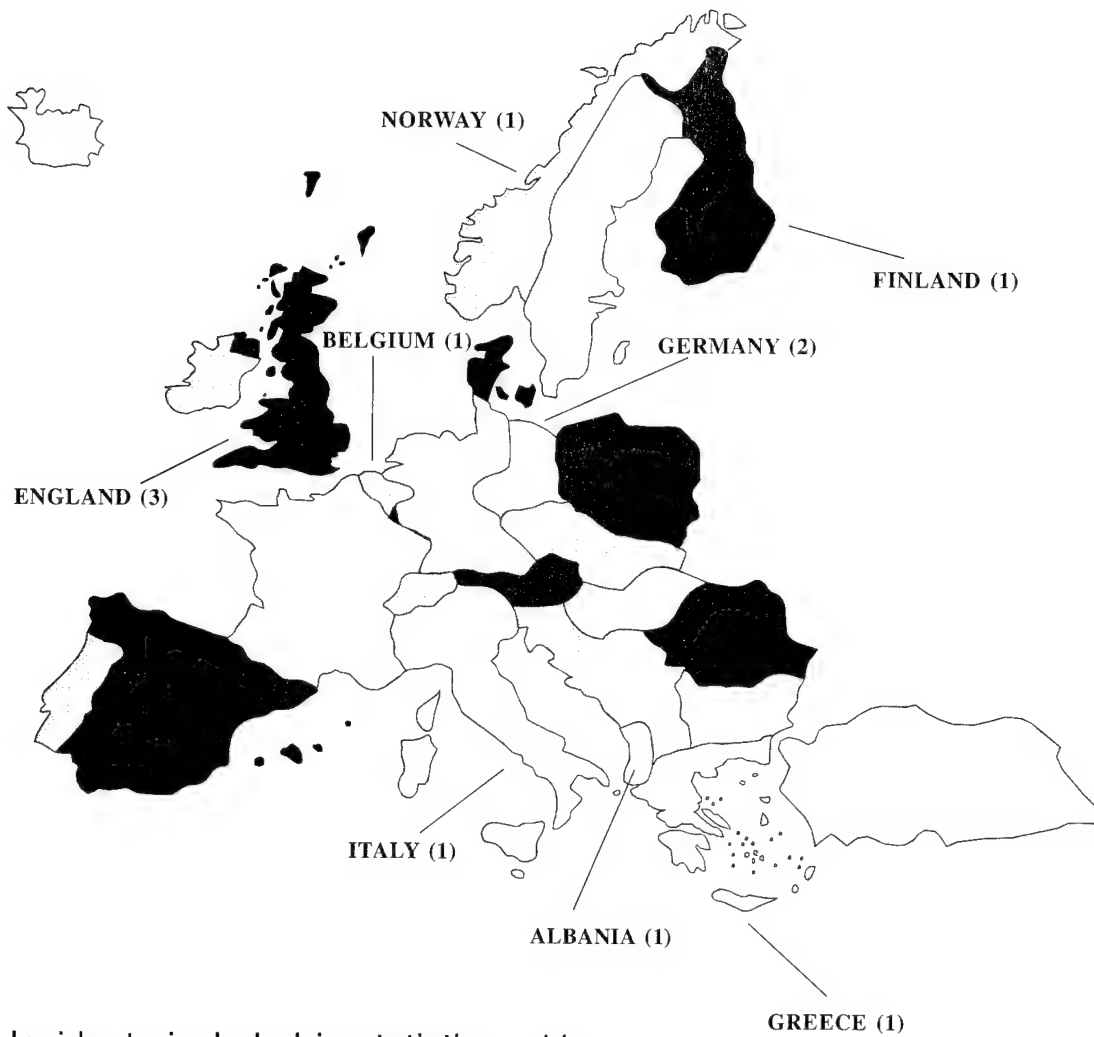 NORWAY (1)
FINLAND (1)
BELGIUM (1)
GERMANY (2)
ENGLAND (3)
ITALY (1)
ALBANIA (1)
GREECE (1)